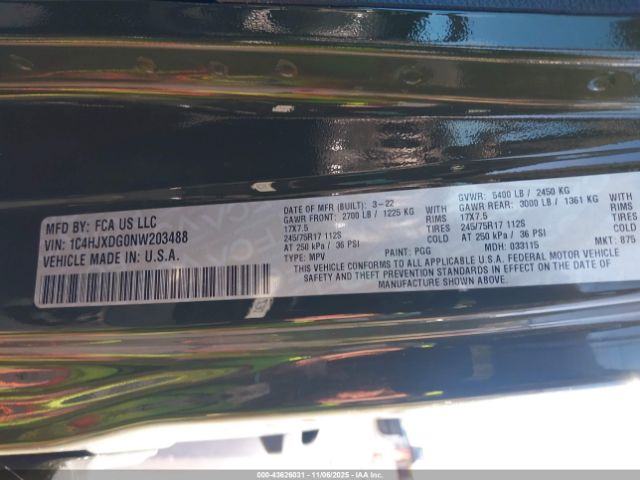 MFD BY: FCA US LLC
VIN: 1C4HJXDG0NW203488
VEHICLE MADE IN: U.S.A.
DATE OF MFR (BUILT): 3-22
GAWR FRONT: 2700 LB / 1225 KG WITH
17X7.5 RIMS
245/75R17 112S TIRES
AT 250 kPa / 36 PSI WITH
TYPE: MPV PAINT: PGG
GVWR: 5400 LB / 2450 KG
GAWR REAR: 3000 LB / 1361 KG WITH
17X7.5 RIMS
245/75R17 112S TIRES
AT 250 kPa / 36 PSI COLD
MDH: 033115 MKT: 875
THIS VEHICLE CONFORMS TO ALL APPLICABLE U.S.A. FEDERAL MOTOR VEHICLE
SAFETY STANDARDS AND THEFT PREVENTION STANDARDS IN EFFECT ON THE DATE OF
MANUFACTURE SHOWN ABOVE.
000-43626031 - 11/06/2025 - IAAI.com